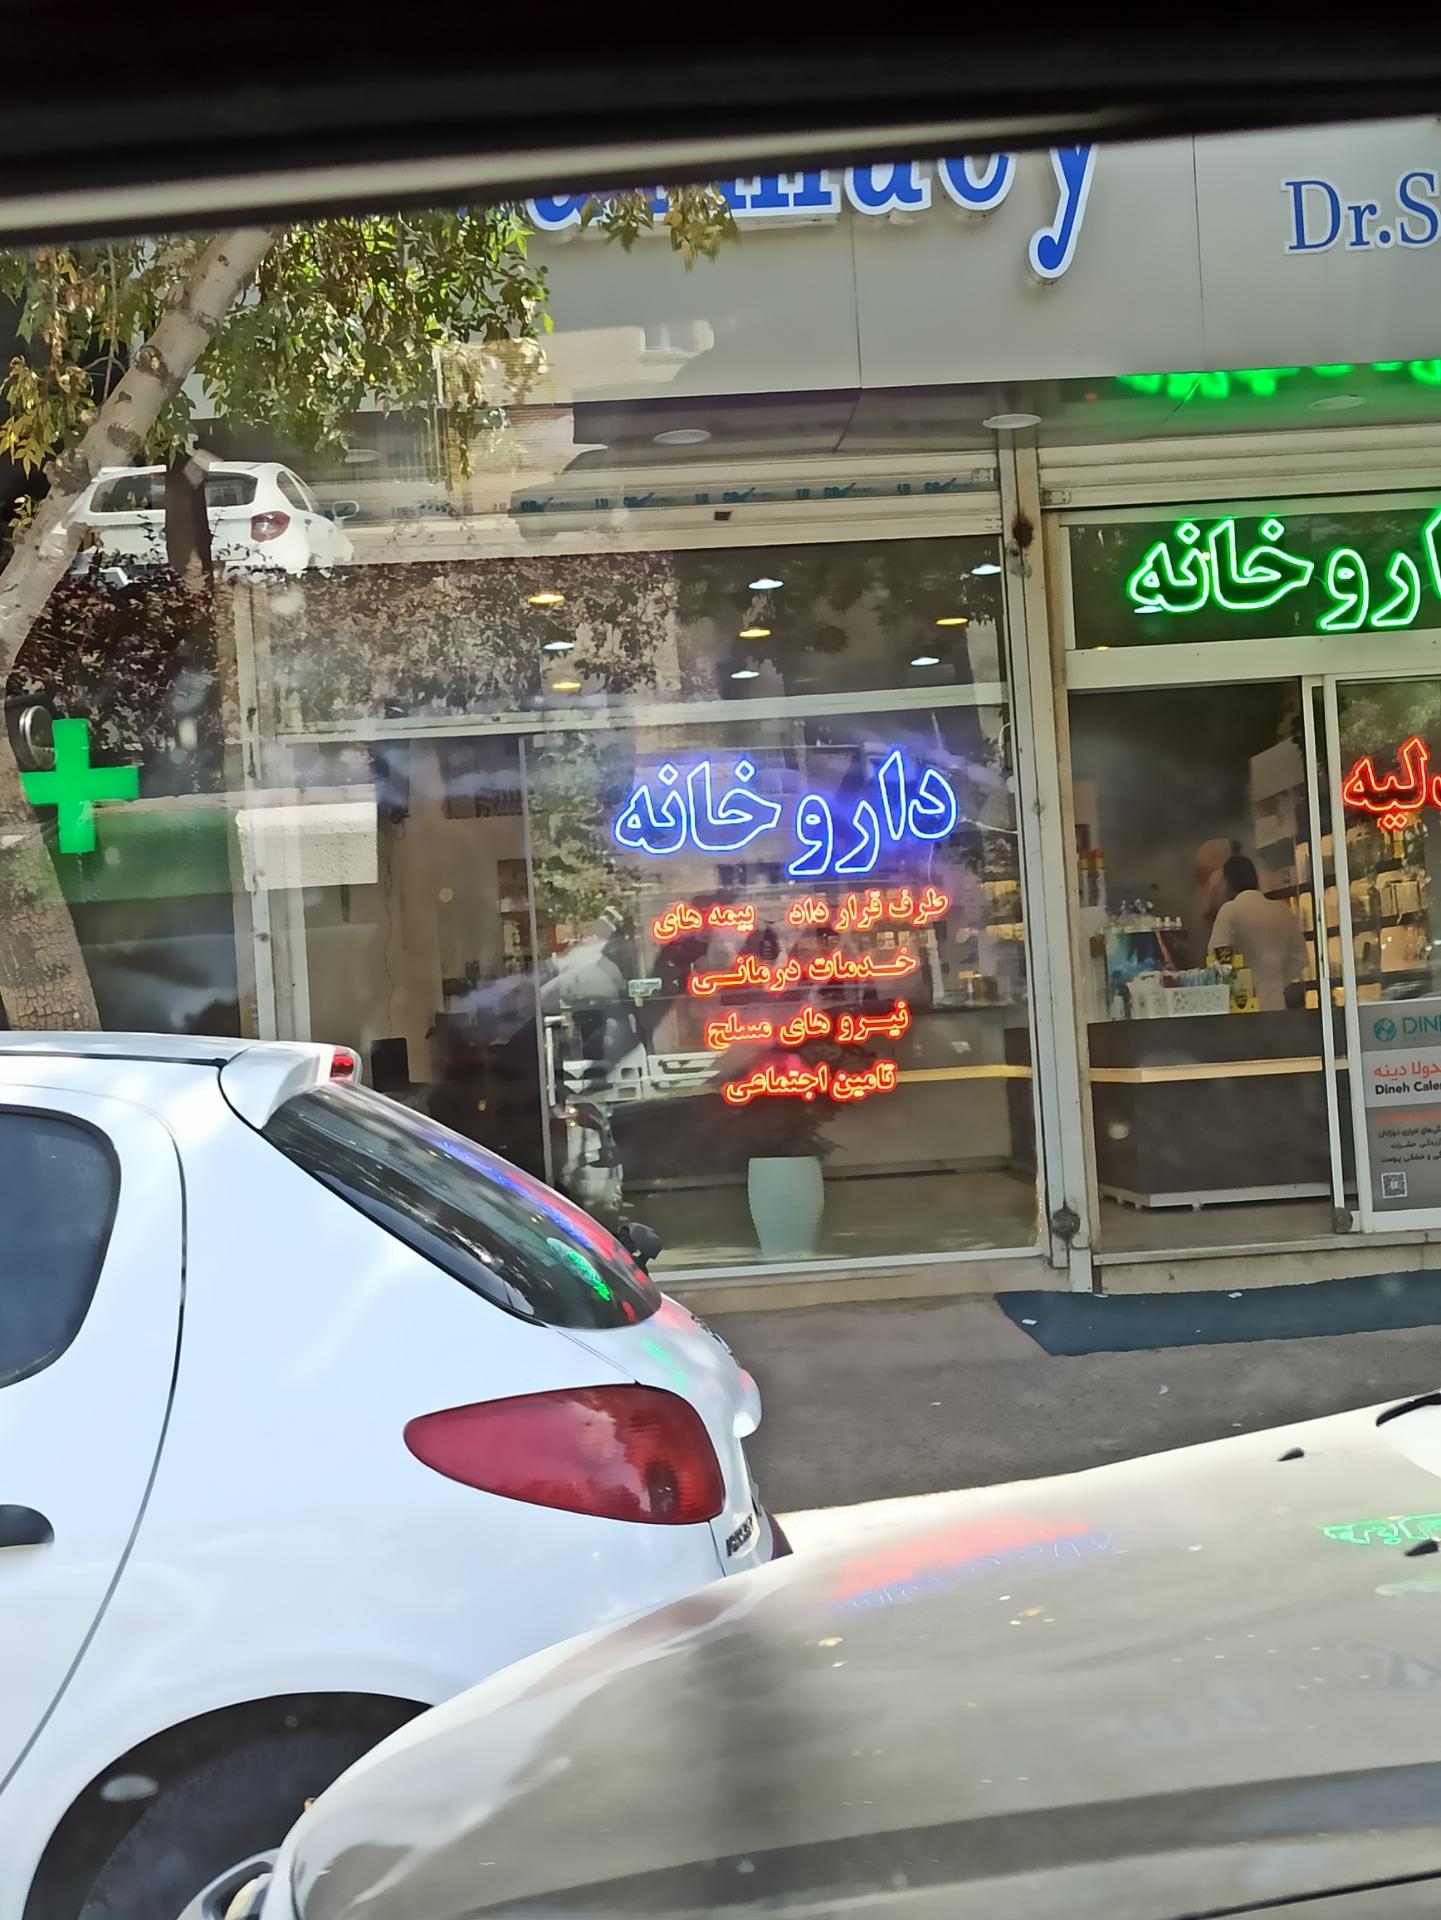 Dr.S
داروخانه
داروخانه
طرف قرار داد بیمه های
خدمات درمانی
نیرو های مسلح
تامین اجتماعی
دینه
Dineh